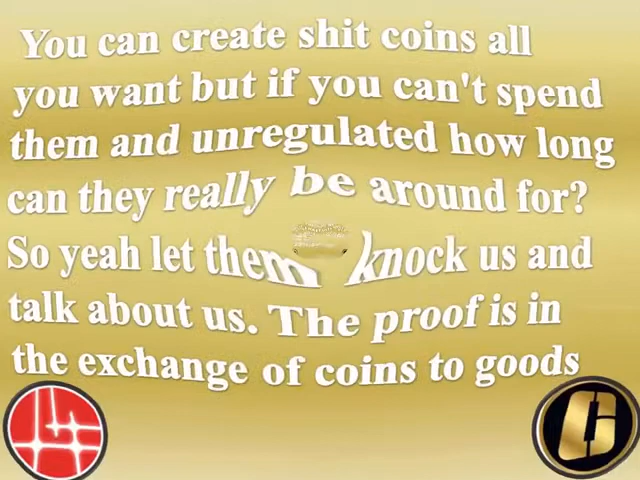 You can create shit coins all
you want but if you can't spend
them and unregulated how long
can they really be around for?
So yeah let them knock us and
talk about us. The proof is in
the exchange of coins to goods